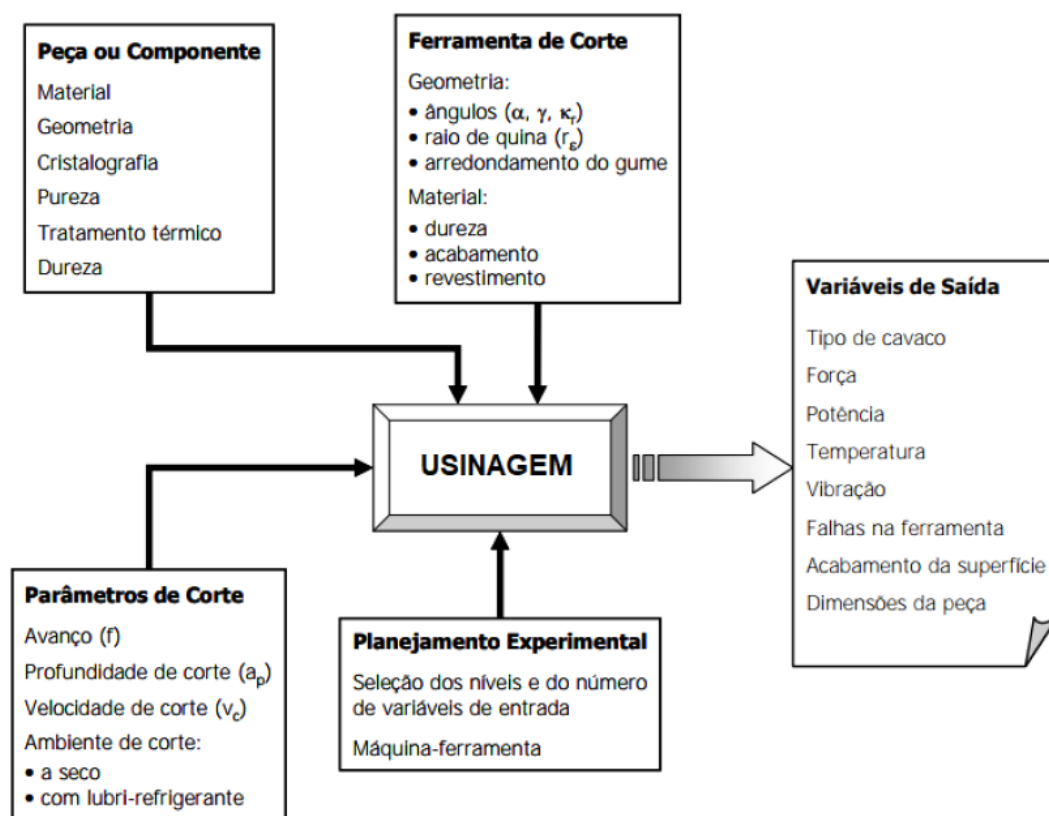 Peça ou Componente
Material
Geometria
Cristalografia
Pureza
Tratamento térmico
Dureza
Ferramenta de Corte
Geometria:
• ângulos (α, γ, κr)
• raio de quina (rε)
• arredondamento do gume
Material:
• dureza
• acabamento
• revestimento
USINAGEM
Variáveis de Saída
Tipo de cavaco
Força
Potência
Temperatura
Vibração
Falhas na ferramenta
Acabamento da superfície
Dimensões da peça
Parâmetros de Corte
Avanço (f)
Profundidade de corte (ap)
Velocidade de corte (vc)
Ambiente de corte:
• a seco
• com lubri-refrigerante
Planejamento Experimental
Seleção dos níveis e do número
de variáveis de entrada
Máquina-ferramenta